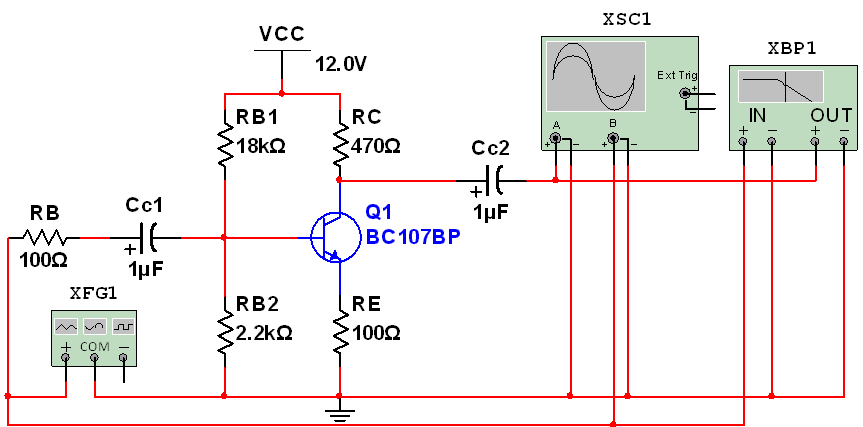 XSC1
VCC
XBP1
12.0V
Ext Trig
+
−
RB1
RC
IN
OUT
A
B
18kΩ
470Ω
Cc2
+ − + −
+ − + −
+
1µF
RB
Cc1
Q1
BC107BP
100Ω
+
1µF
XFG1
RB2
RE
2.2kΩ
100Ω
+ COM −